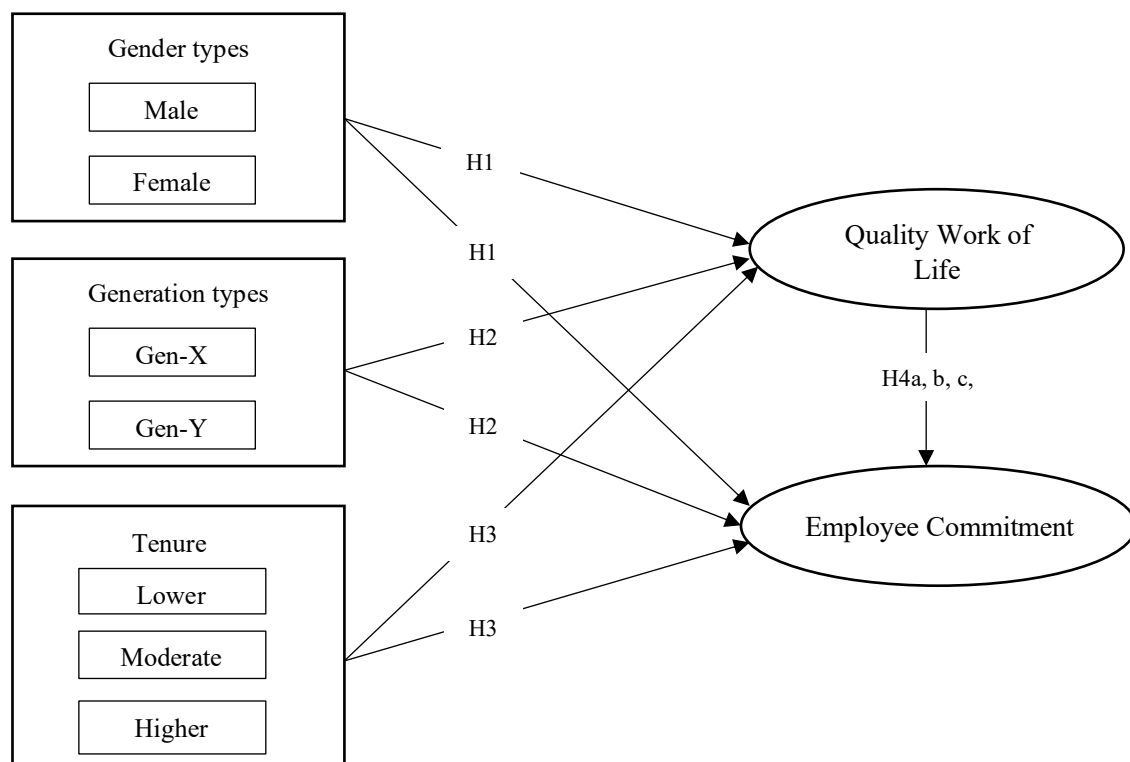 Gender types
Male
Female
Generation types
Gen-X
Gen-Y
Tenure
Lower
Moderate
Higher
H1
H1
H2
H2
H3
H3
Quality Work of
Life
H4a, b, c,
Employee Commitment